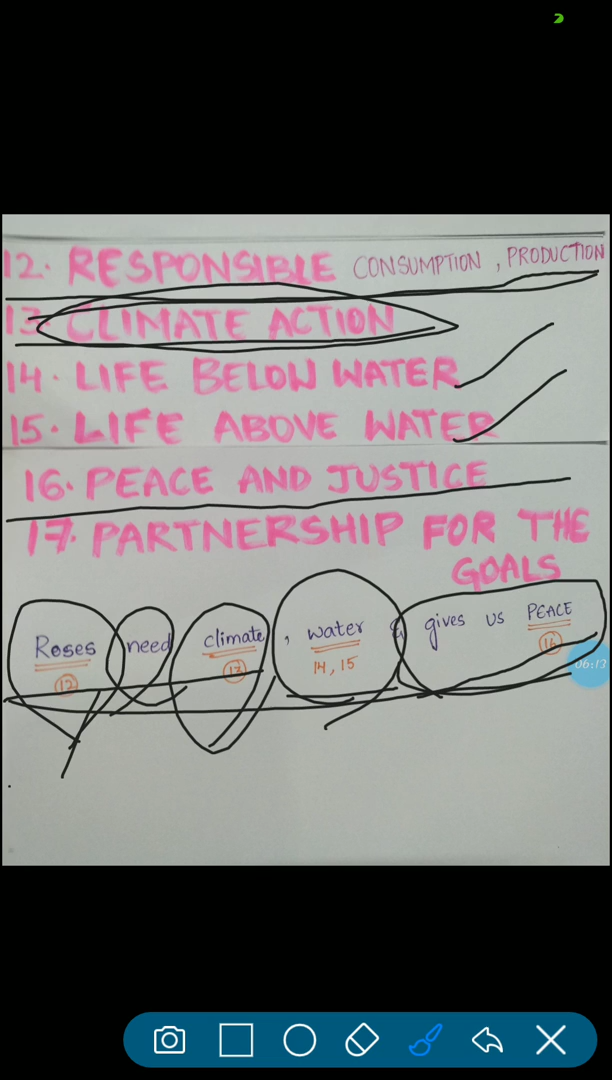 12. RESPONSIBLE CONSUMPTION, PRODUCTION
13. CLIMATE ACTION
14. LIFE BELOW WATER
15. LIFE ABOVE WATER
16. PEACE AND JUSTICE
17. PARTNERSHIP FOR THE
GOALS
Roses need climate, water & gives us PEACE
12 13 14, 15 16
06:17